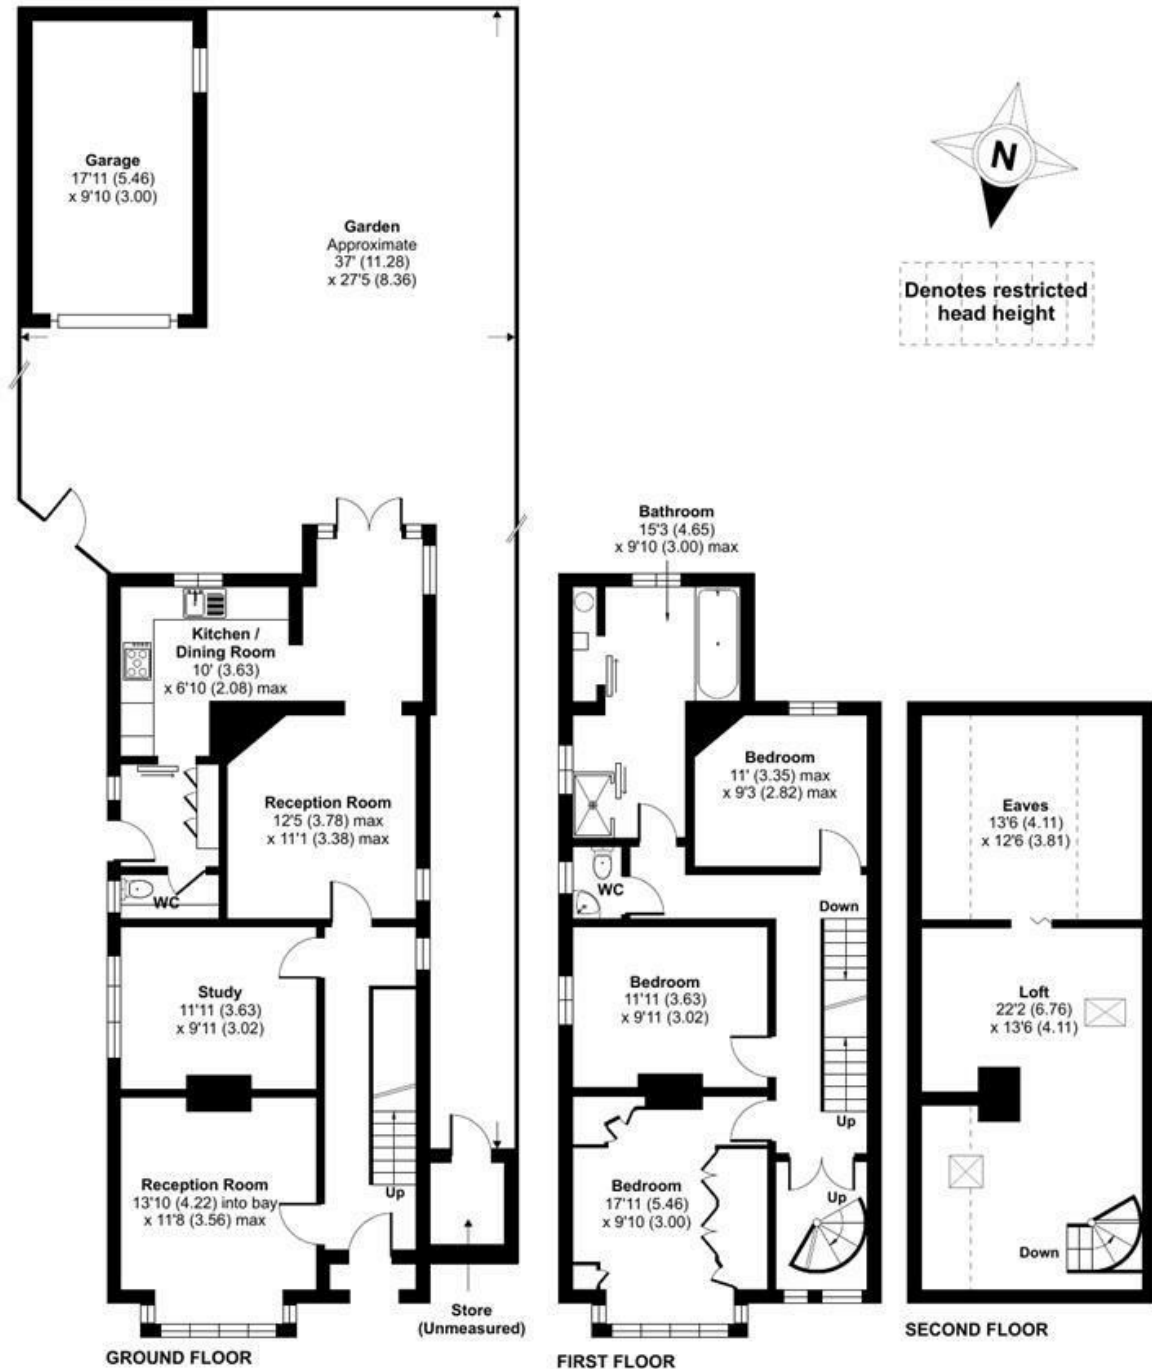 Garage
17'11 (5.46)
x 9'10 (3.00)
Garden
Approximate
37' (11.28)
x 27'5 (8.36)
N
Denotes restricted
head height
Kitchen /
Dining Room
10' (3.63)
x 6'10 (2.08) max
Reception Room
12'5 (3.78) max
x 11'1 (3.38) max
WC
Study
11'11 (3.63)
x 9'11 (3.02)
Reception Room
13'10 (4.22) into bay
x 11'8 (3.56) max
Up
Store
(Unmeasured)
GROUND FLOOR
Bathroom
15'3 (4.65)
x 9'10 (3.00) max
Bedroom
11' (3.35) max
x 9'3 (2.82) max
WC
Down
Bedroom
11'11 (3.63)
x 9'11 (3.02)
Up
Bedroom
17'11 (5.46)
x 9'10 (3.00)
Up
FIRST FLOOR
Eaves
13'6 (4.11)
x 12'6 (3.81)
Loft
22'2 (6.76)
x 13'6 (4.11)
Down
SECOND FLOOR